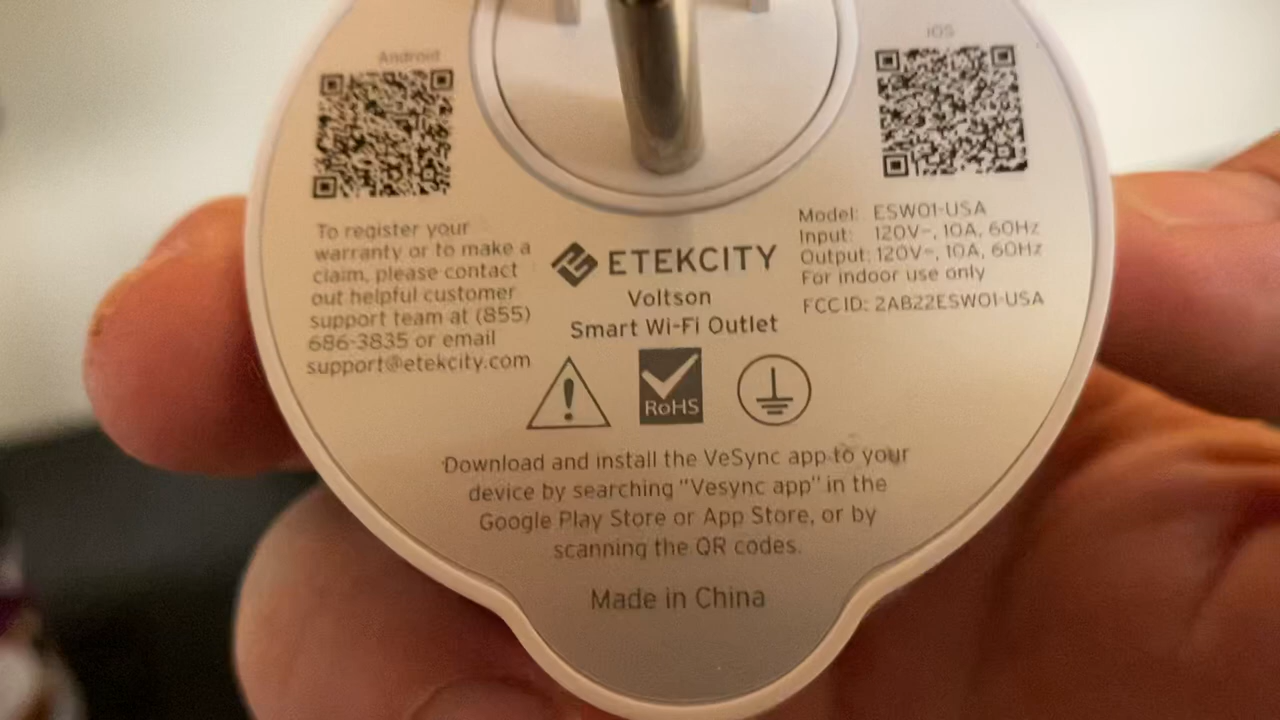 Android
iOS
To register your
warranty or to make a
claim, please contact
out helpful customer
support team at (855)
686-3835 or email
support@etekcity.com
ETEKCITY
Voltson
Smart Wi-Fi Outlet
Model: ESW01-USA
Input: 120V~, 10A, 60Hz
Output: 120V~, 10A, 60Hz
For indoor use only
FCC ID: 2AB22ESW01-USA
RoHS
Download and install the VeSync app to your
device by searching "Vesync app" in the
Google Play Store or App Store, or by
scanning the QR codes.
Made in China